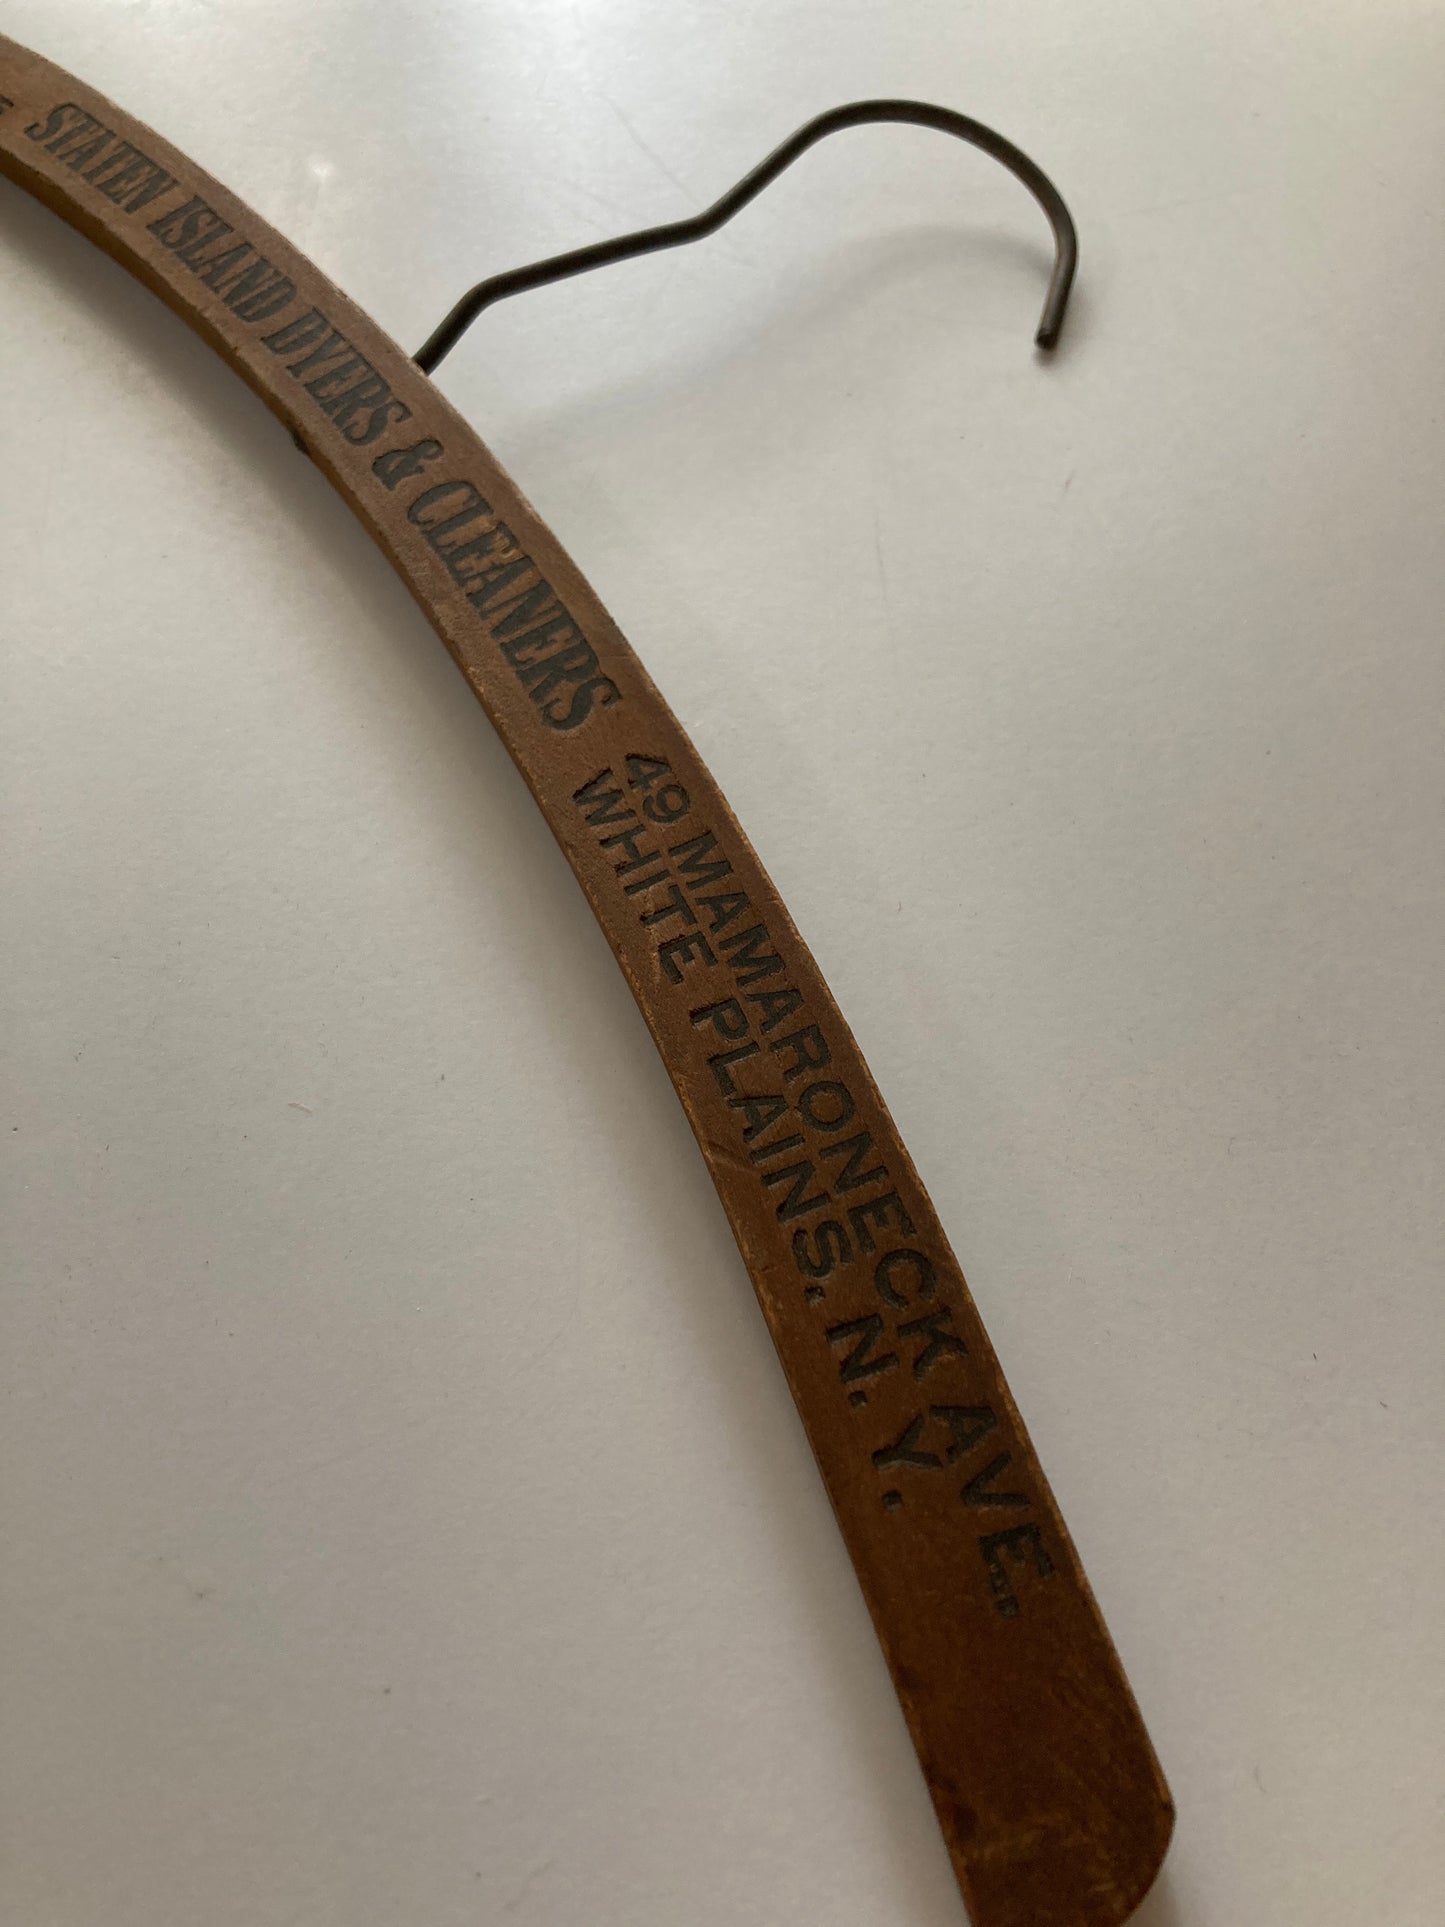 STATEN ISLAND DYERS & CLEANERS
49 MAMARONECK AVE.
WHITE PLAINS. N. Y.